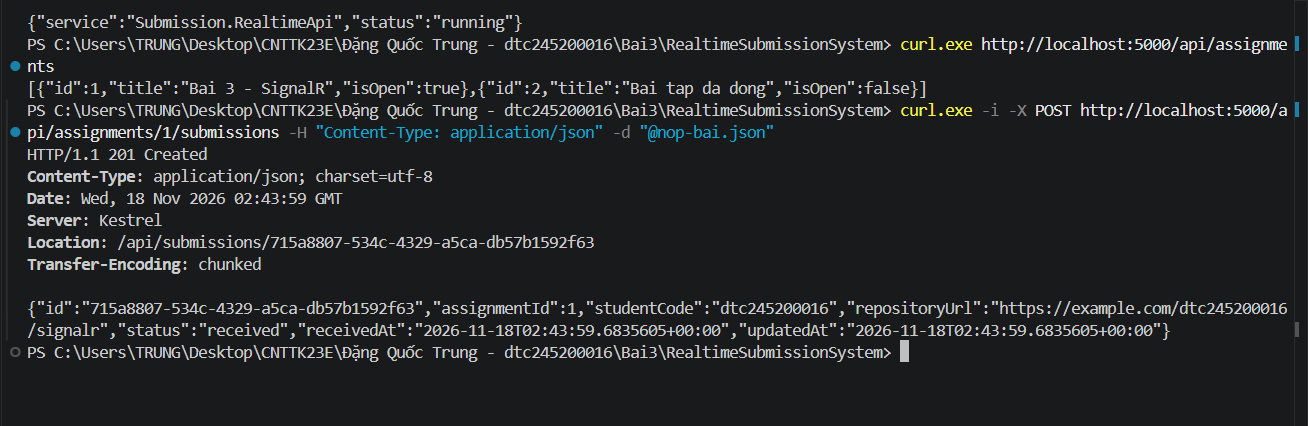 {"service":"Submission.RealtimeApi","status":"running"}
PS C:\Users\TRUNG\Desktop\CNTTK23E\Đặng Quốc Trung - dtc245200016\Bai3\RealtimeSubmissionSystem> curl.exe http://localhost:5000/api/assignme
nts
[{"id":1,"title":"Bai 3 - SignalR","isOpen":true},{"id":2,"title":"Bai tap da dong","isOpen":false}]
PS C:\Users\TRUNG\Desktop\CNTTK23E\Đặng Quốc Trung - dtc245200016\Bai3\RealtimeSubmissionSystem> curl.exe -i -X POST http://localhost:5000/a
pi/assignments/1/submissions -H "Content-Type: application/json" -d "@nop-bai.json"
HTTP/1.1 201 Created
Content-Type: application/json; charset=utf-8
Date: Wed, 18 Nov 2026 02:43:59 GMT
Server: Kestrel
Location: /api/submissions/715a8807-534c-4329-a5ca-db57b1592f63
Transfer-Encoding: chunked
{"id":"715a8807-534c-4329-a5ca-db57b1592f63","assignmentId":1,"studentCode":"dtc245200016","repositoryUrl":"https://example.com/dtc245200016
/signalr","status":"received","receivedAt":"2026-11-18T02:43:59.6835605+00:00","updatedAt":"2026-11-18T02:43:59.6835605+00:00"}
PS C:\Users\TRUNG\Desktop\CNTTK23E\Đặng Quốc Trung - dtc245200016\Bai3\RealtimeSubmissionSystem>